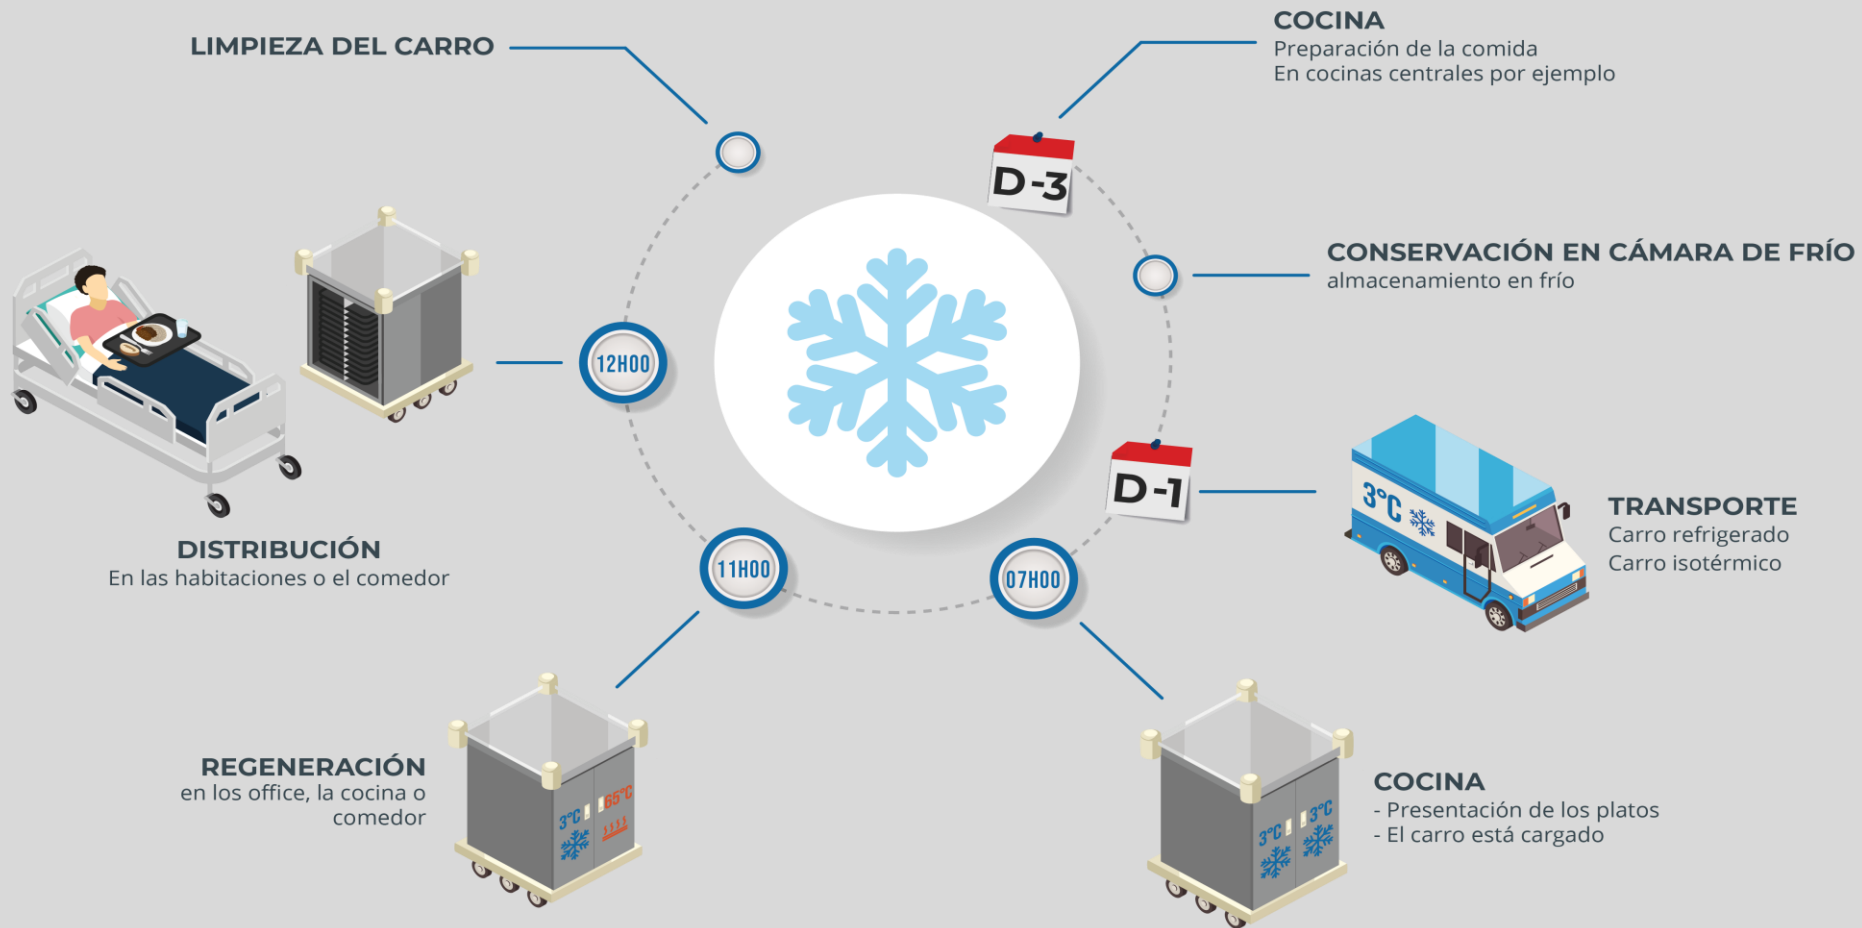 LIMPIEZA DEL CARRO
COCINA
Preparación de la comida
En cocinas centrales por ejemplo
D-3
CONSERVACIÓN EN CÁMARA DE FRÍO
almacenamiento en frío
D-1
3°C
TRANSPORTE
Carro refrigerado
Carro isotérmico
07H00
COCINA
- Presentación de los platos
- El carro está cargado
3°C
3°C
11H00
REGENERACIÓN
en los office, la cocina o
comedor
3°C
65°C
12H00
DISTRIBUCIÓN
En las habitaciones o el comedor